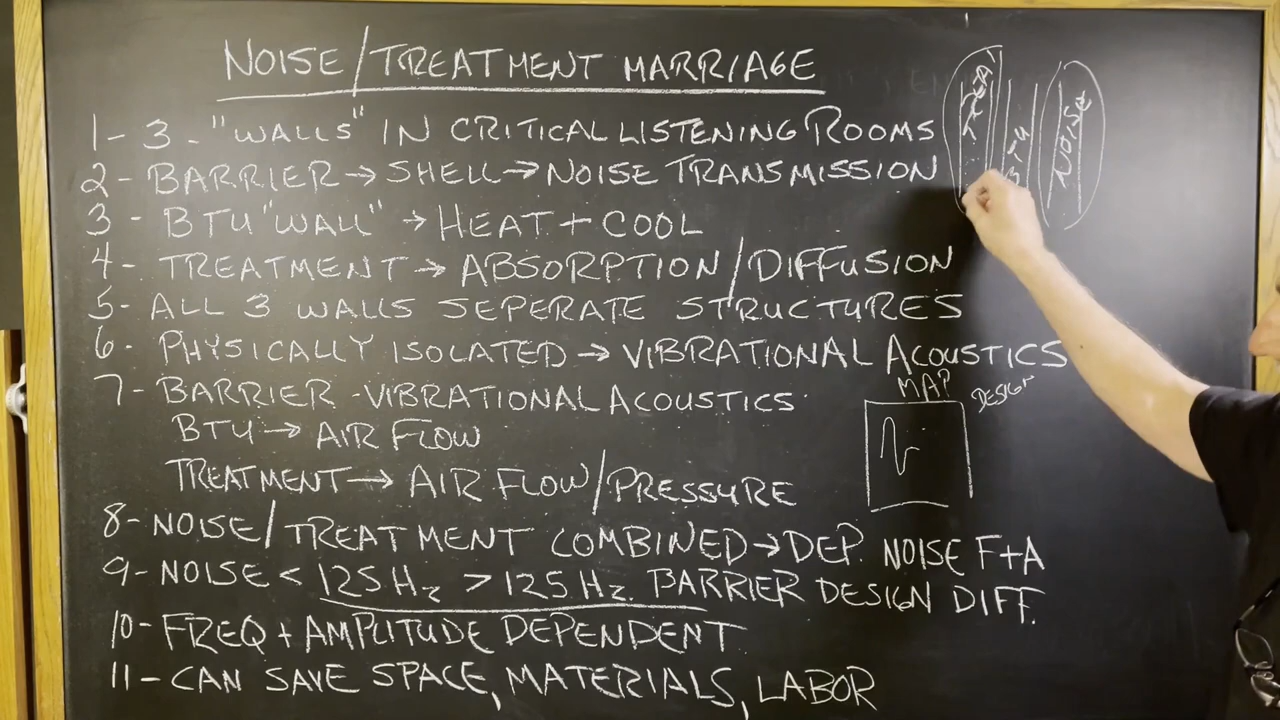 NOISE/TREATMENT MARRIAGE
1- 3- "WALLS" IN CRITICAL LISTENING ROOMS
2- BARRIER → SHELL → NOISE TRANSMISSION
3- BTU "WALL" → HEAT + COOL
4- TREATMENT → ABSORPTION/DIFFUSION
5- ALL 3 WALLS SEPERATE STRUCTURES
6- PHYSICALLY ISOLATED → VIBRATIONAL ACOUSTICS
7- BARRIER - VIBRATIONAL ACOUSTICS
BTU → AIR FLOW
TREATMENT → AIR FLOW/PRESSURE
8- NOISE/TREATMENT COMBINED → DEP. NOISE F+A
9- NOISE < 125 Hz > 125 Hz. BARRIER DESIGN DIFF.
10- FREQ + AMPLITUDE DEPENDENT
11- CAN SAVE SPACE, MATERIALS, LABOR
TREAT
NOISE
MAP
DESIGN